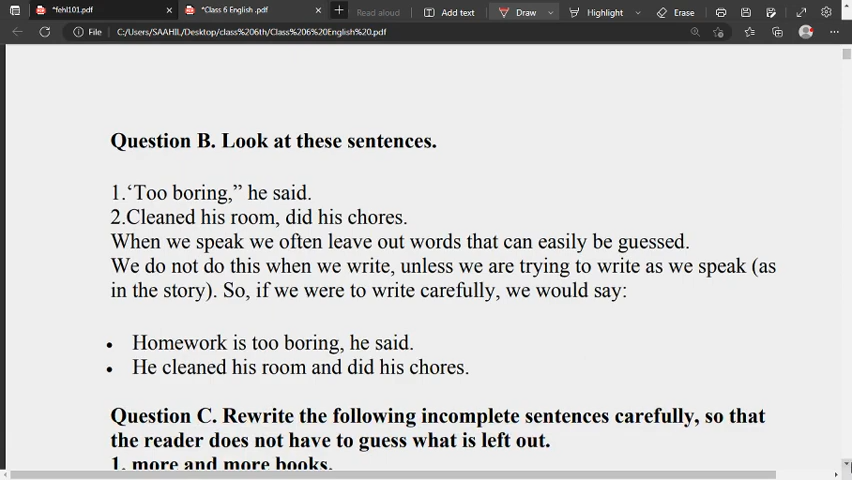 *fehl101.pdf
*Class 6 English .pdf
Read aloud
Add text
Draw
Highlight
Erase
File
C:/Users/SAAHIL/Desktop/class%206th/Class%206%20English%20.pdf
Question B. Look at these sentences.
1.‘Too boring,” he said.
2.Cleaned his room, did his chores.
When we speak we often leave out words that can easily be guessed.
We do not do this when we write, unless we are trying to write as we speak (as
in the story). So, if we were to write carefully, we would say:
• Homework is too boring, he said.
• He cleaned his room and did his chores.
Question C. Rewrite the following incomplete sentences carefully, so that
the reader does not have to guess what is left out.
1. more and more books.